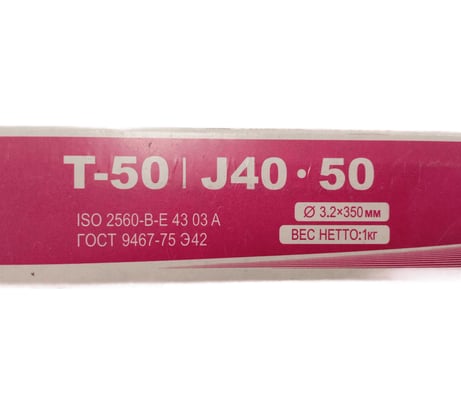 T-50 | J40·50
ISO 2560-B-E 43 03 A
ГОСТ 9467-75 Э42
Ø 3.2×350 мм
ВЕС НЕТТО:1кг